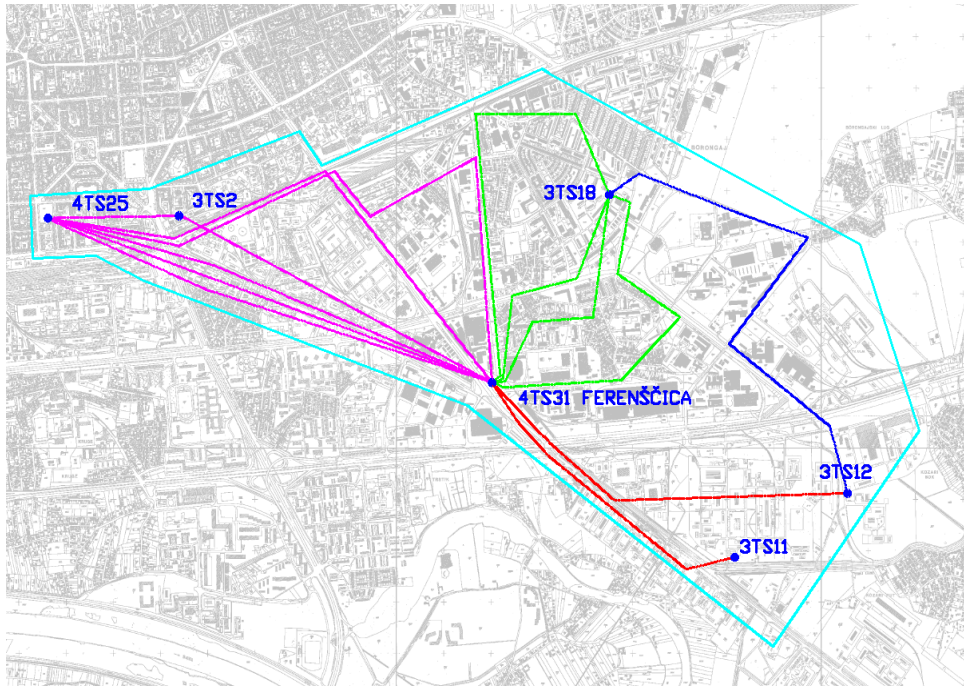 BORONGAJ
3TS18
4TS25
3TS2
4TS31 FERENŠČICA
3TS12
3TS11